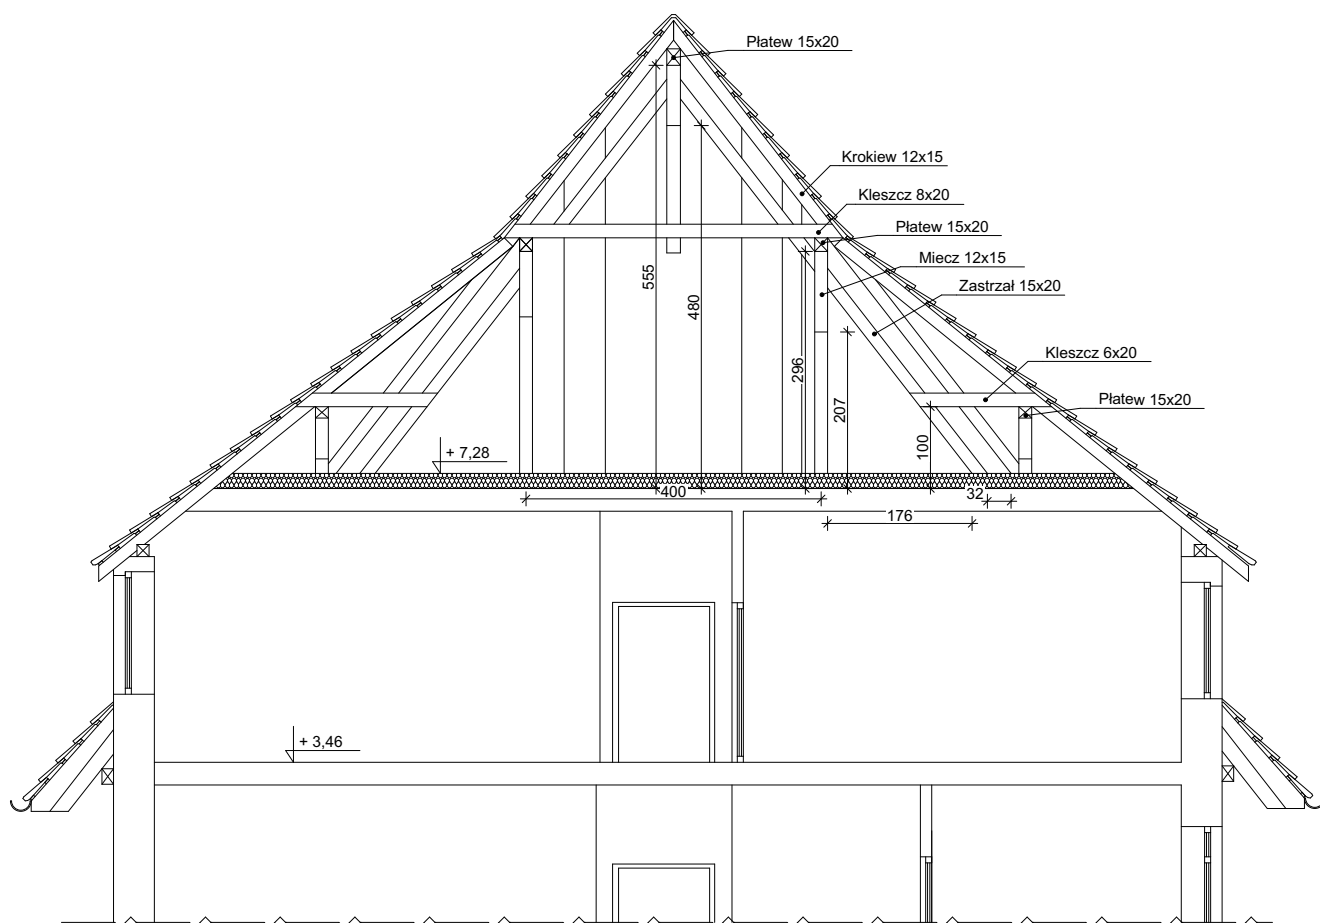 Płatew 15x20
Krokiew 12x15
Kleszcz 8x20
Płatew 15x20
Miecz 12x15
Zastrzał 15x20
Kleszcz 6x20
Płatew 15x20
555
480
296
207
100
+ 7,28
400
32
176
+ 3,46